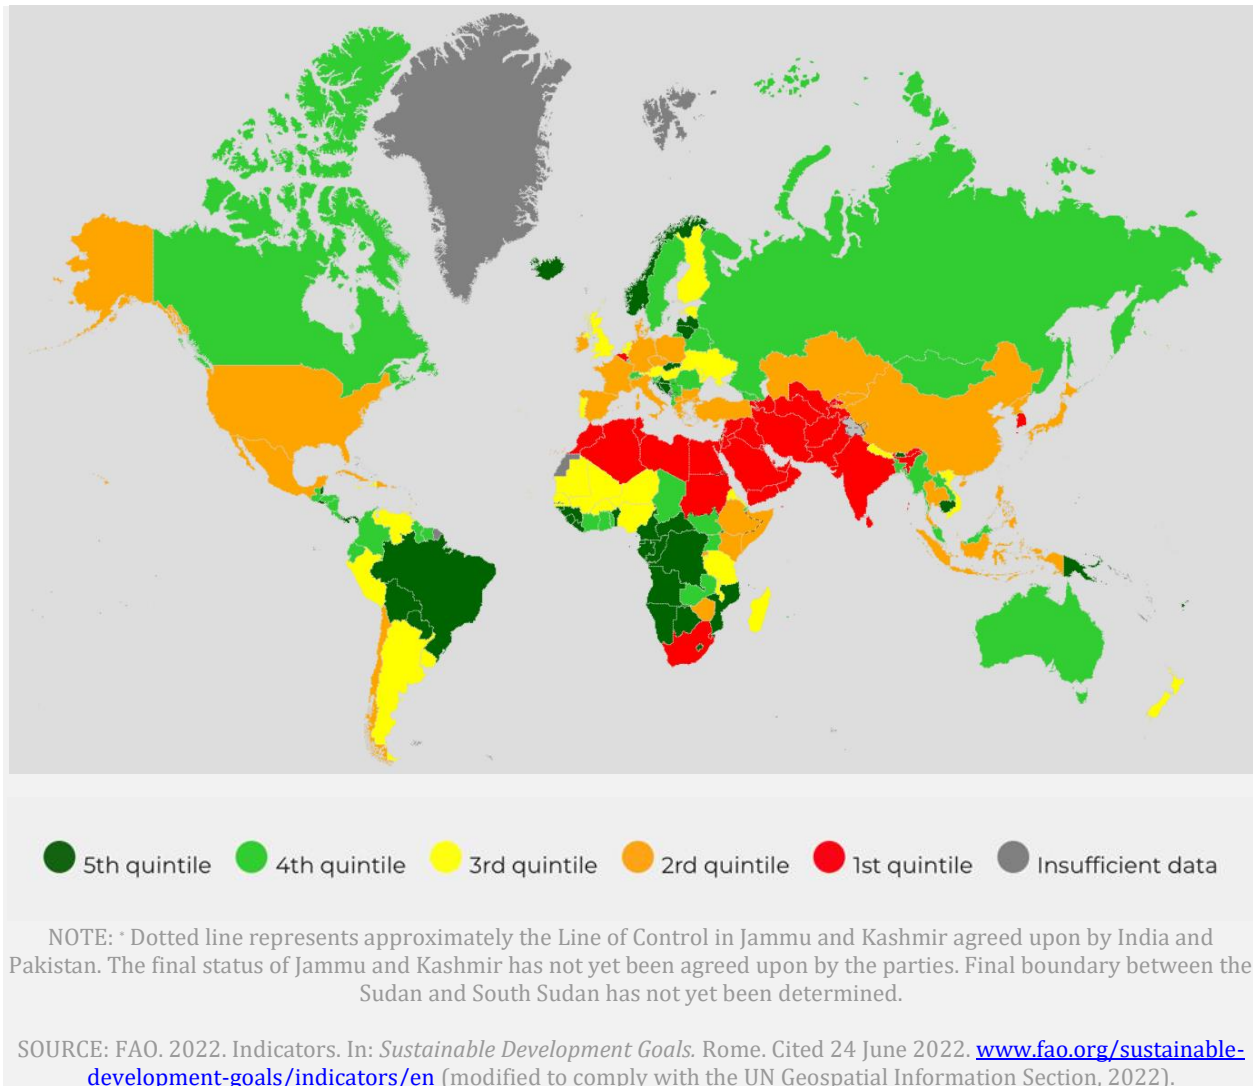 5th quintile 4th quintile 3rd quintile 2rd quintile 1st quintile Insufficient data
NOTE: * Dotted line represents approximately the Line of Control in Jammu and Kashmir agreed upon by India and
Pakistan. The final status of Jammu and Kashmir has not yet been agreed upon by the parties. Final boundary between the
Sudan and South Sudan has not yet been determined.
SOURCE: FAO. 2022. Indicators. In: Sustainable Development Goals. Rome. Cited 24 June 2022. www.fao.org/sustainable-
development-goals/indicators/en (modified to comply with the UN Geospatial Information Section, 2022).